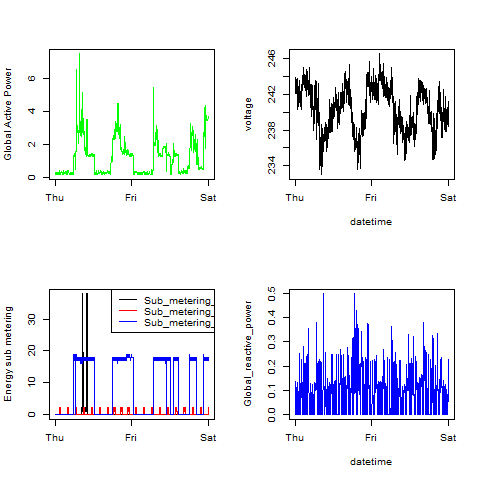 Global Active Power
6
4
2
0
Thu Fri Sat
voltage
246
242
238
234
Thu Fri Sat
datetime
Energy sub metering
30
20
10
0
Sub_metering_
Sub_metering_
Sub_metering_
Thu Fri Sat
Global_reactive_power
0.5
0.4
0.3
0.2
0.1
0.0
Thu Fri Sat
datetime